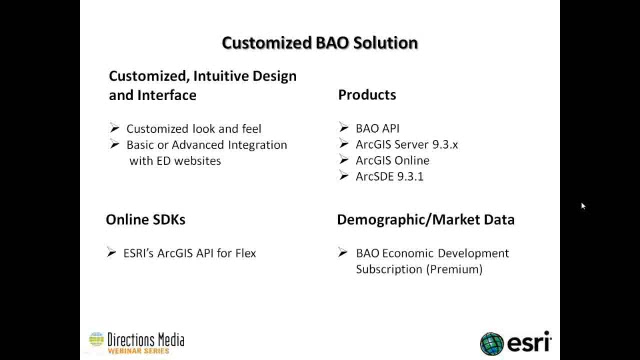 Customized BAO Solution
Customized, Intuitive Design
and Interface
➢ Customized look and feel
➢ Basic or Advanced Integration
with ED websites
Products
➢ BAO API
➢ ArcGIS Server 9.3.x
➢ ArcGIS Online
➢ ArcSDE 9.3.1
Online SDKs
➢ ESRI's ArcGIS API for Flex
Demographic/Market Data
➢ BAO Economic Development
Subscription (Premium)
Directions Media
WEBINAR SERIES
esri